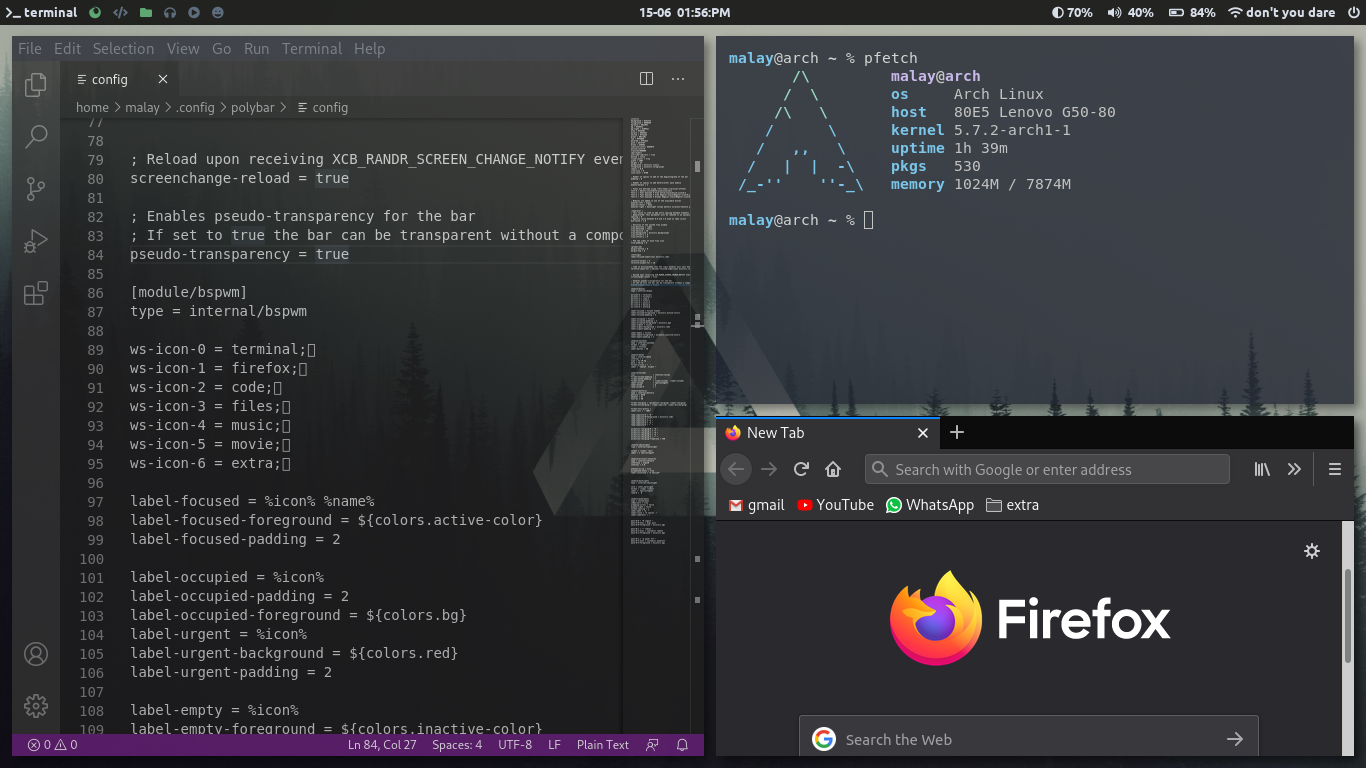 terminal
15-06 01:56:PM
70% 40% 84% don't you dare
File Edit Selection View Go Run Terminal Help
config
home > malay > .config > polybar > config
77
78
79 ; Reload upon receiving XCB_RANDR_SCREEN_CHANGE_NOTIFY even
80 screenchange-reload = true
81
82 ; Enables pseudo-transparency for the bar
83 ; If set to true the bar can be transparent without a compo
84 pseudo-transparency = true
85
86 [module/bspwm]
87 type = internal/bspwm
88
89 ws-icon-0 = terminal;
90 ws-icon-1 = firefox;
91 ws-icon-2 = code;
92 ws-icon-3 = files;
93 ws-icon-4 = music;
94 ws-icon-5 = movie;
95 ws-icon-6 = extra;
96
97 label-focused = %icon% %name%
98 label-focused-foreground = ${colors.active-color}
99 label-focused-padding = 2
100
101 label-occupied = %icon%
102 label-occupied-padding = 2
103 label-occupied-foreground = ${colors.bg}
104 label-urgent = %icon%
105 label-urgent-background = ${colors.red}
106 label-urgent-padding = 2
107
108 label-empty = %icon%
109 label-empty-foreground = ${colors.inactive-color}
0 0 Ln 84, Col 27 Spaces: 4 UTF-8 LF Plain Text
malay@arch ~ % pfetch
malay@arch
os Arch Linux
host 80E5 Lenovo G50-80
kernel 5.7.2-arch1-1
uptime 1h 39m
pkgs 530
memory 1024M / 7874M
malay@arch ~ %
New Tab
Search with Google or enter address
gmail YouTube WhatsApp extra
Firefox
Search the Web